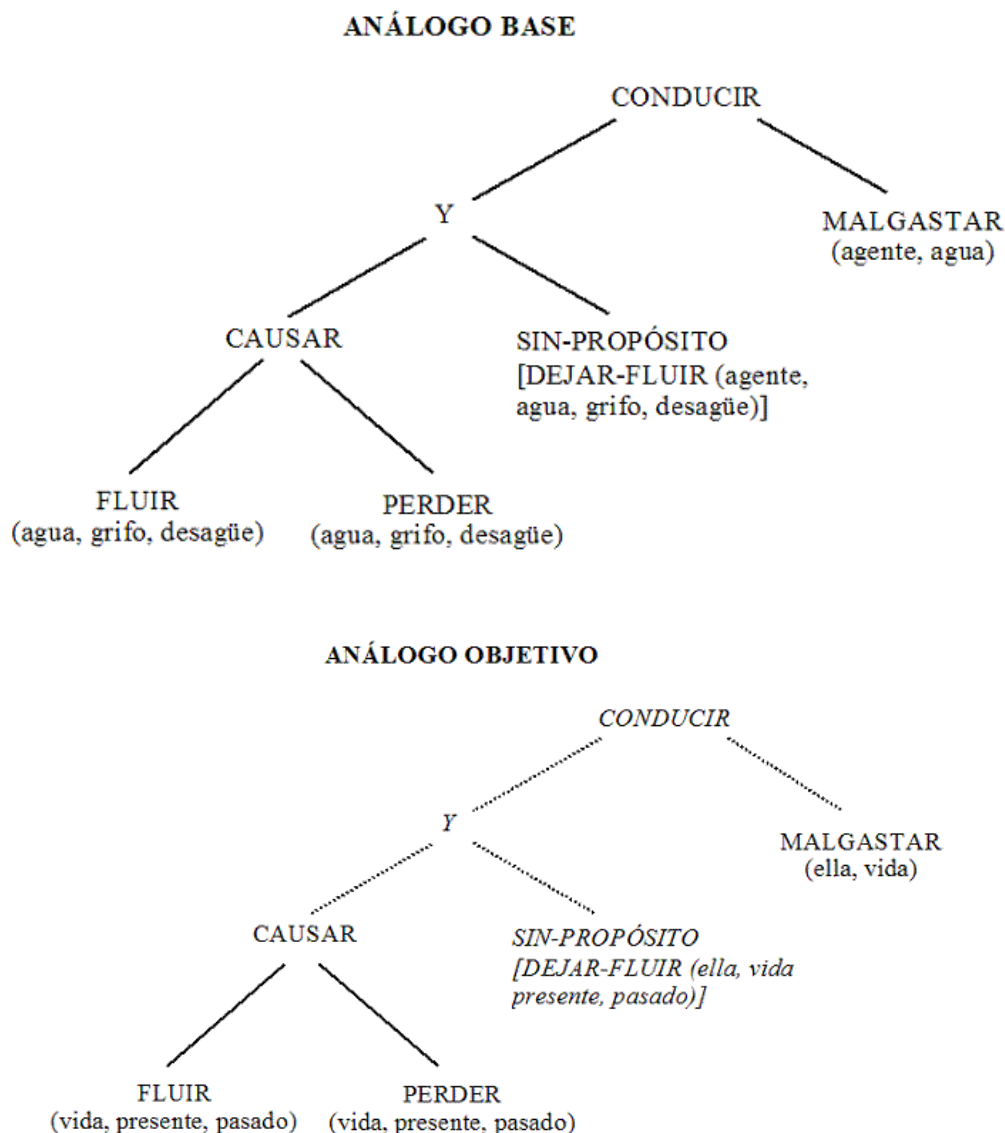 ANÁLOGO BASE
CONDUCIR
Y
MALGASTAR
(agente, agua)
CAUSAR
SIN-PROPÓSITO
[DEJAR-FLUIR (agente,
agua, grifo, desagüe)]
FLUIR
(agua, grifo, desagüe)
PERDER
(agua, grifo, desagüe)
ANÁLOGO OBJETIVO
CONDUCIR
Y
MALGASTAR
(ella, vida)
CAUSAR
SIN-PROPÓSITO
[DEJAR-FLUIR (ella, vida
presente, pasado)]
FLUIR
(vida, presente, pasado)
PERDER
(vida, presente, pasado)